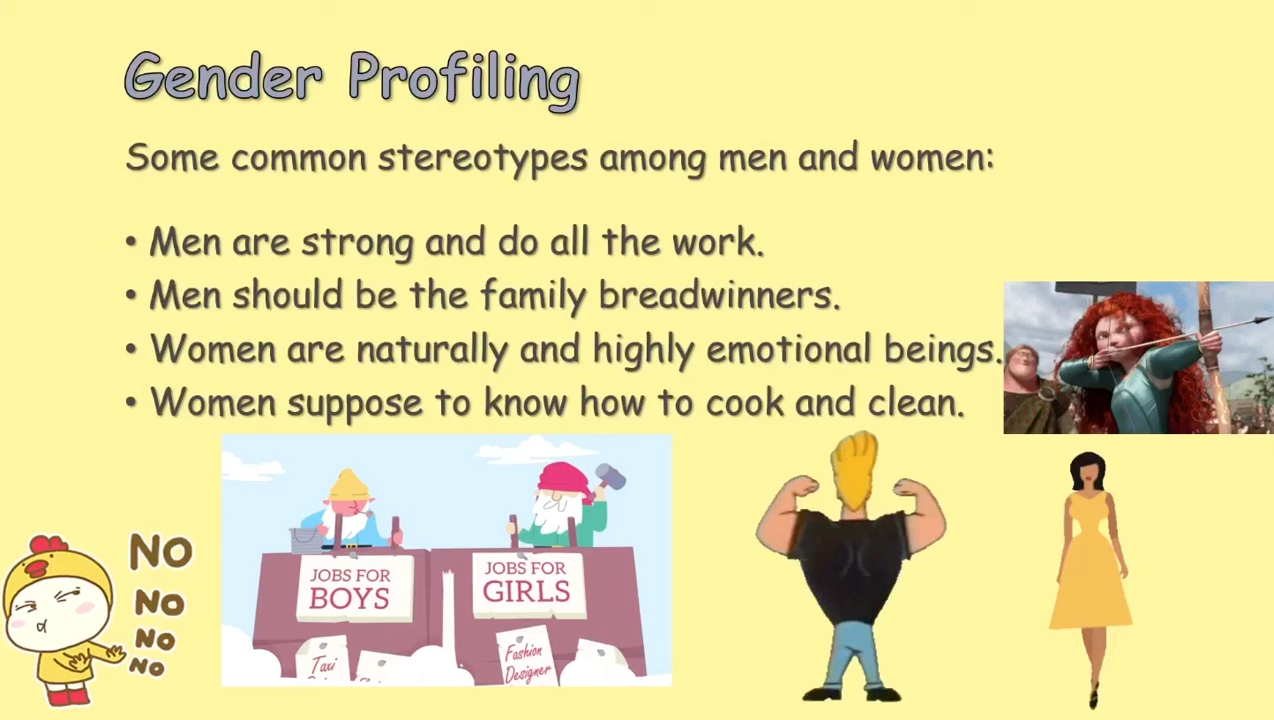 Gender Profiling
Some common stereotypes among men and women:
• Men are strong and do all the work.
• Men should be the family breadwinners.
• Women are naturally and highly emotional beings.
• Women suppose to know how to cook and clean.
NO
NO
NO
NO
JOBS FOR
BOYS
Taxi
JOBS FOR
GIRLS
Fashion
Designer